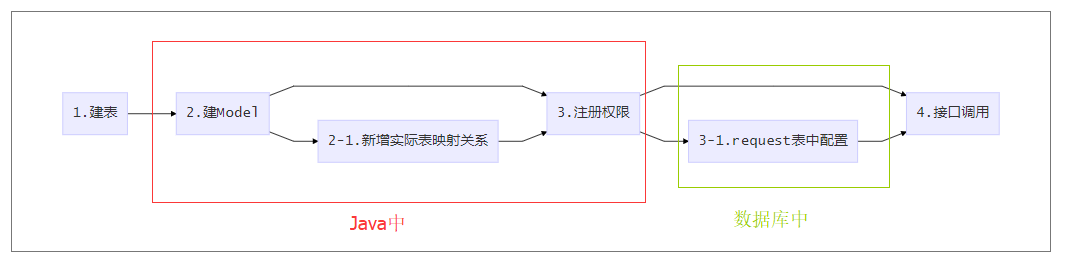 1.建表
2.建Model
2-1.新增实际表映射关系
3.注册权限
3-1.request表中配置
4.接口调用
Java中
数据库中